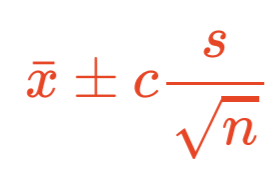 x̄ ± c s/√n